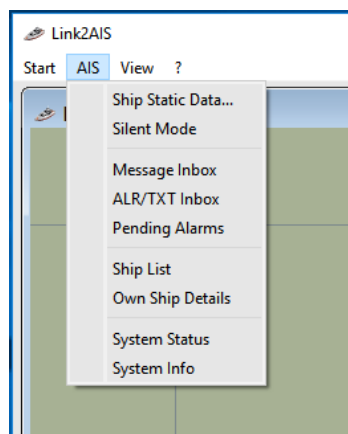 Link2AIS
Start AIS View ?
Ship Static Data...
Silent Mode
Message Inbox
ALR/TXT Inbox
Pending Alarms
Ship List
Own Ship Details
System Status
System Info